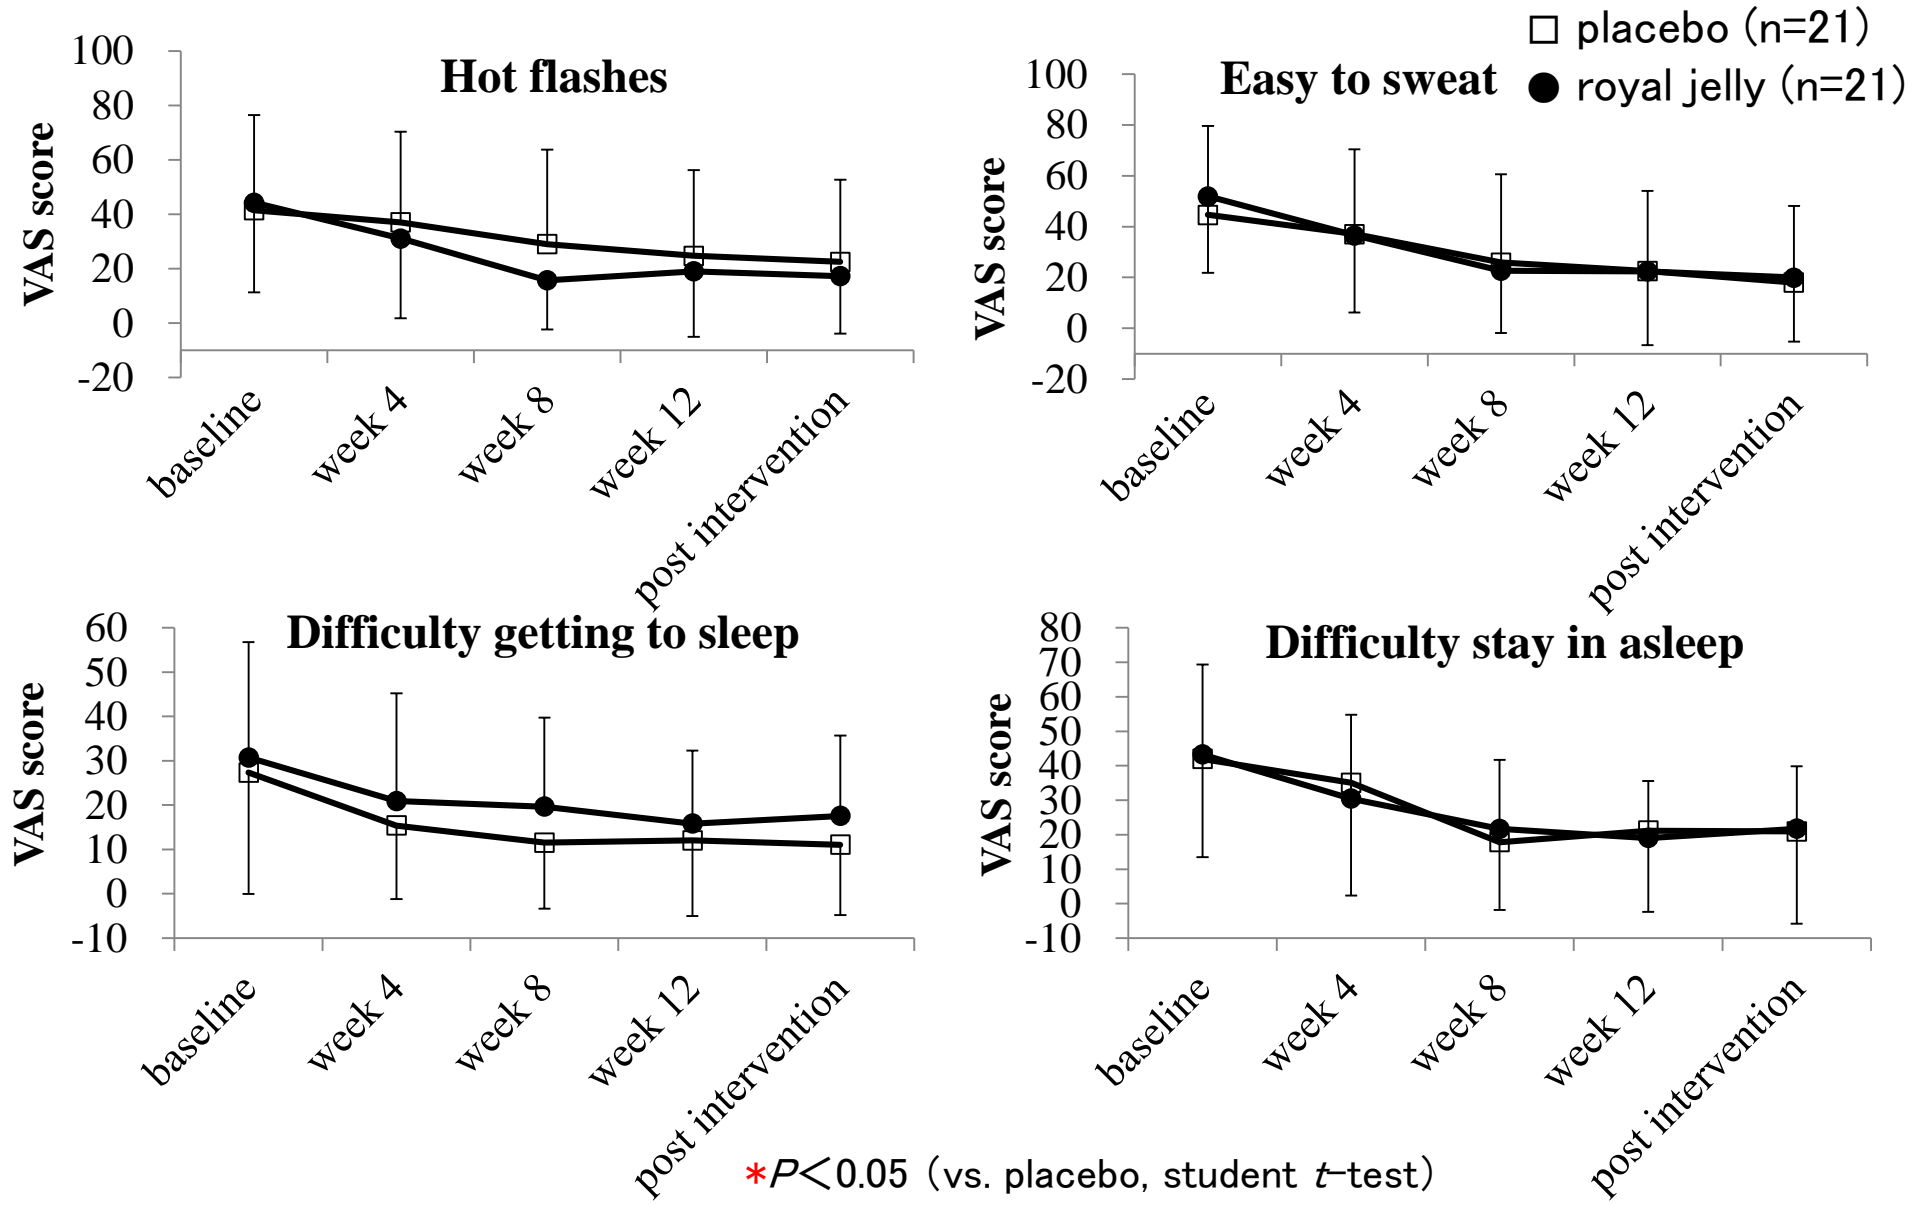 □ placebo (n=21)
● royal jelly (n=21)
Hot flashes
VAS score
100
80
60
40
20
0
-20
baseline
week 4
week 8
week 12
post intervention
Easy to sweat
VAS score
100
80
60
40
20
0
-20
baseline
week 4
week 8
week 12
post intervention
Difficulty getting to sleep
VAS score
60
50
40
30
20
10
0
-10
baseline
week 4
week 8
week 12
post intervention
Difficulty stay in asleep
VAS score
80
70
60
50
40
30
20
10
0
-10
baseline
week 4
week 8
week 12
post intervention
*P<0.05 (vs. placebo, student t-test)